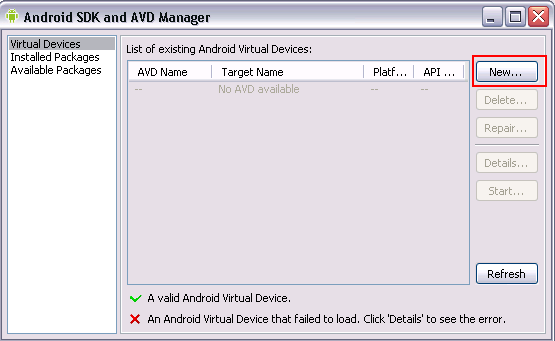 Android SDK and AVD Manager
Virtual Devices
Installed Packages
Available Packages
List of existing Android Virtual Devices:
AVD Name Target Name Platf... API ...
-- No AVD available -- --
New...
Delete...
Repair...
Details...
Start...
Refresh
A valid Android Virtual Device.
An Android Virtual Device that failed to load. Click 'Details' to see the error.